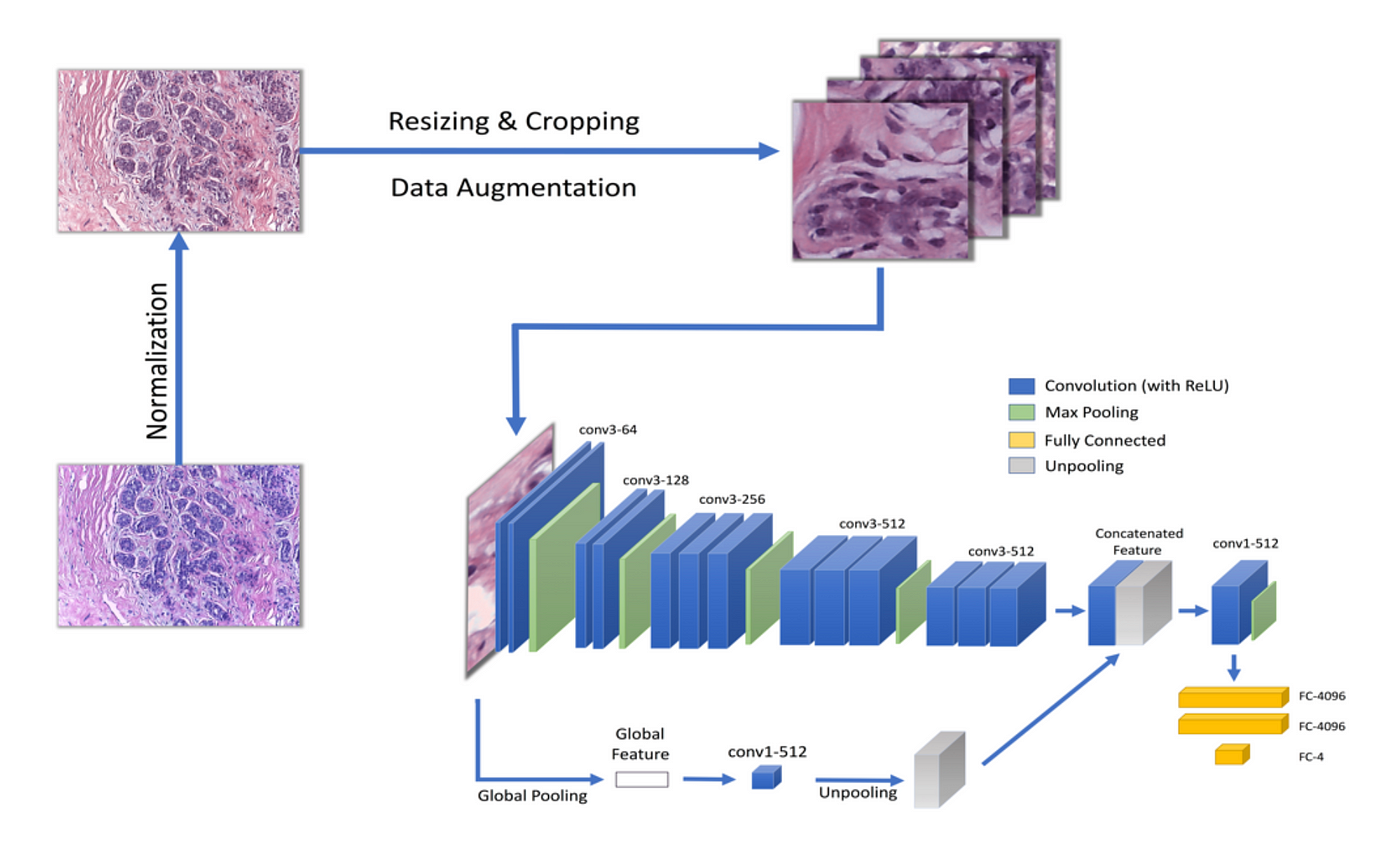 Resizing & Cropping
Data Augmentation
Normalization
Convolution (with ReLU)
Max Pooling
Fully Connected
Unpooling
conv3-64
conv3-128
conv3-256
conv3-512
conv3-512
Concatenated
Feature
conv1-512
FC-4096
FC-4096
FC-4
Global
Feature
conv1-512
Global Pooling
Unpooling